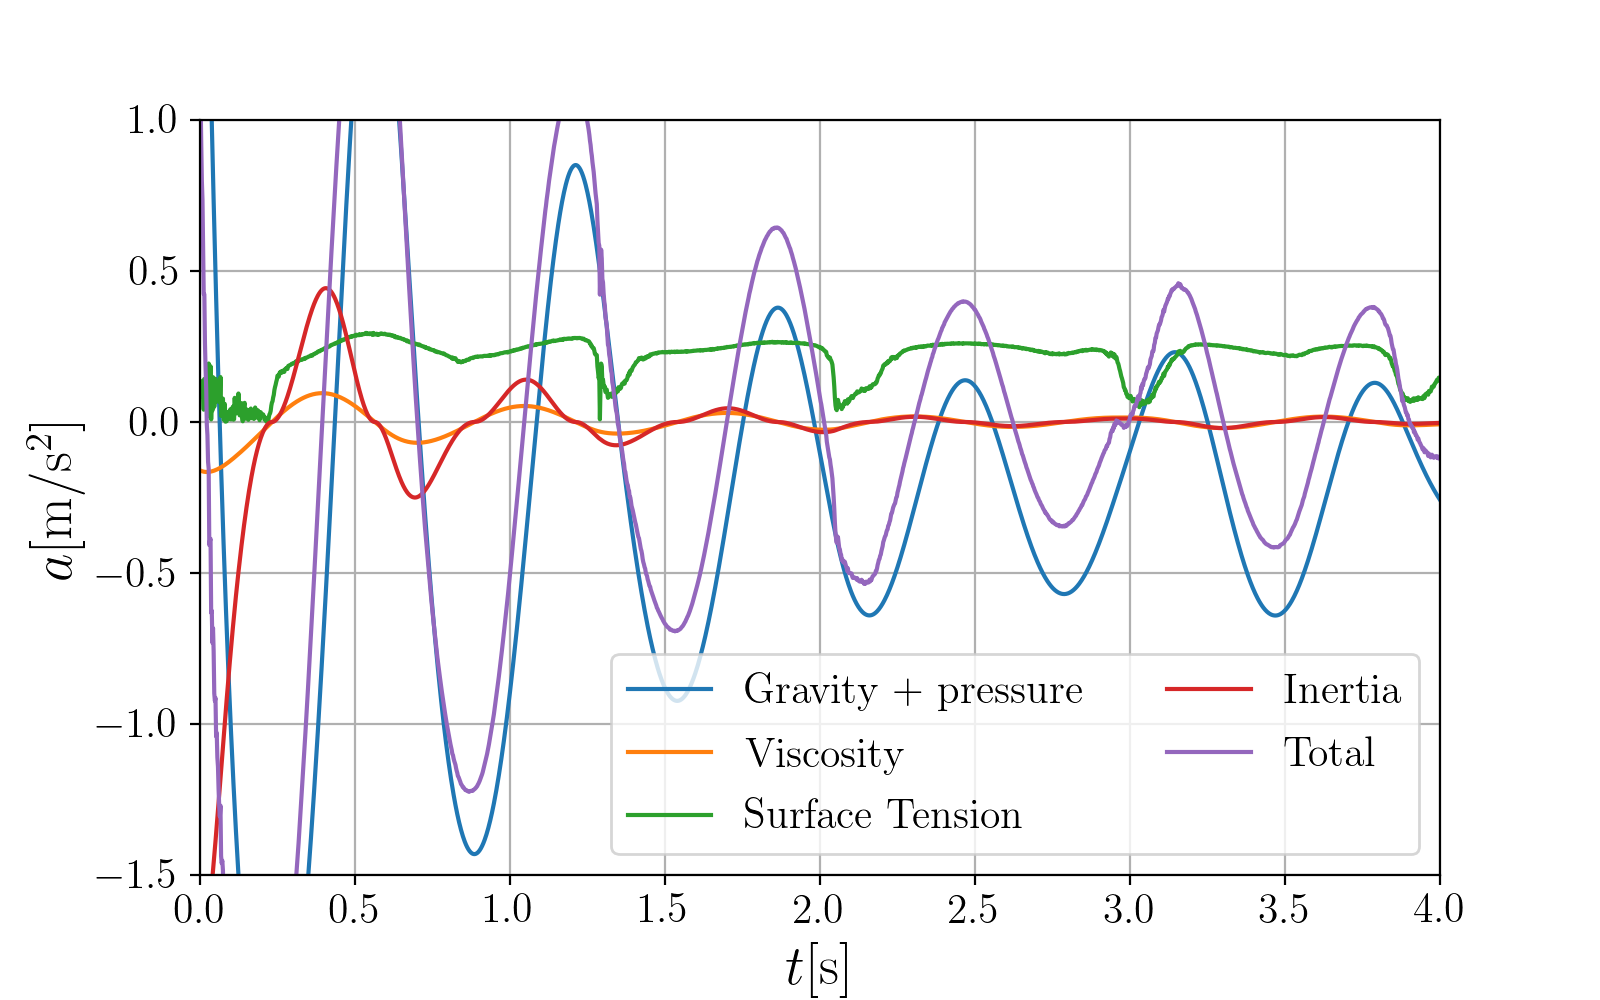 1.0
0.5
0.0
−0.5
−1.0
−1.5
a[m/s²]
0.0 0.5 1.0 1.5 2.0 2.5 3.0 3.5 4.0
t[s]
Gravity + pressure
Viscosity
Surface Tension
Inertia
Total